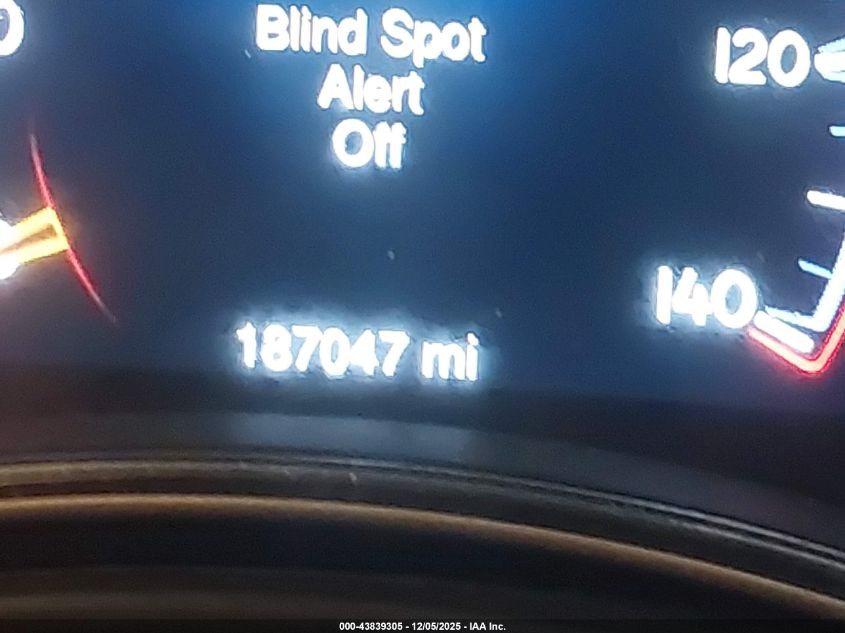 Blind Spot
Alert
Off
120
140
187047 mi
000-43839305 - 12/05/2025 - IAA Inc.